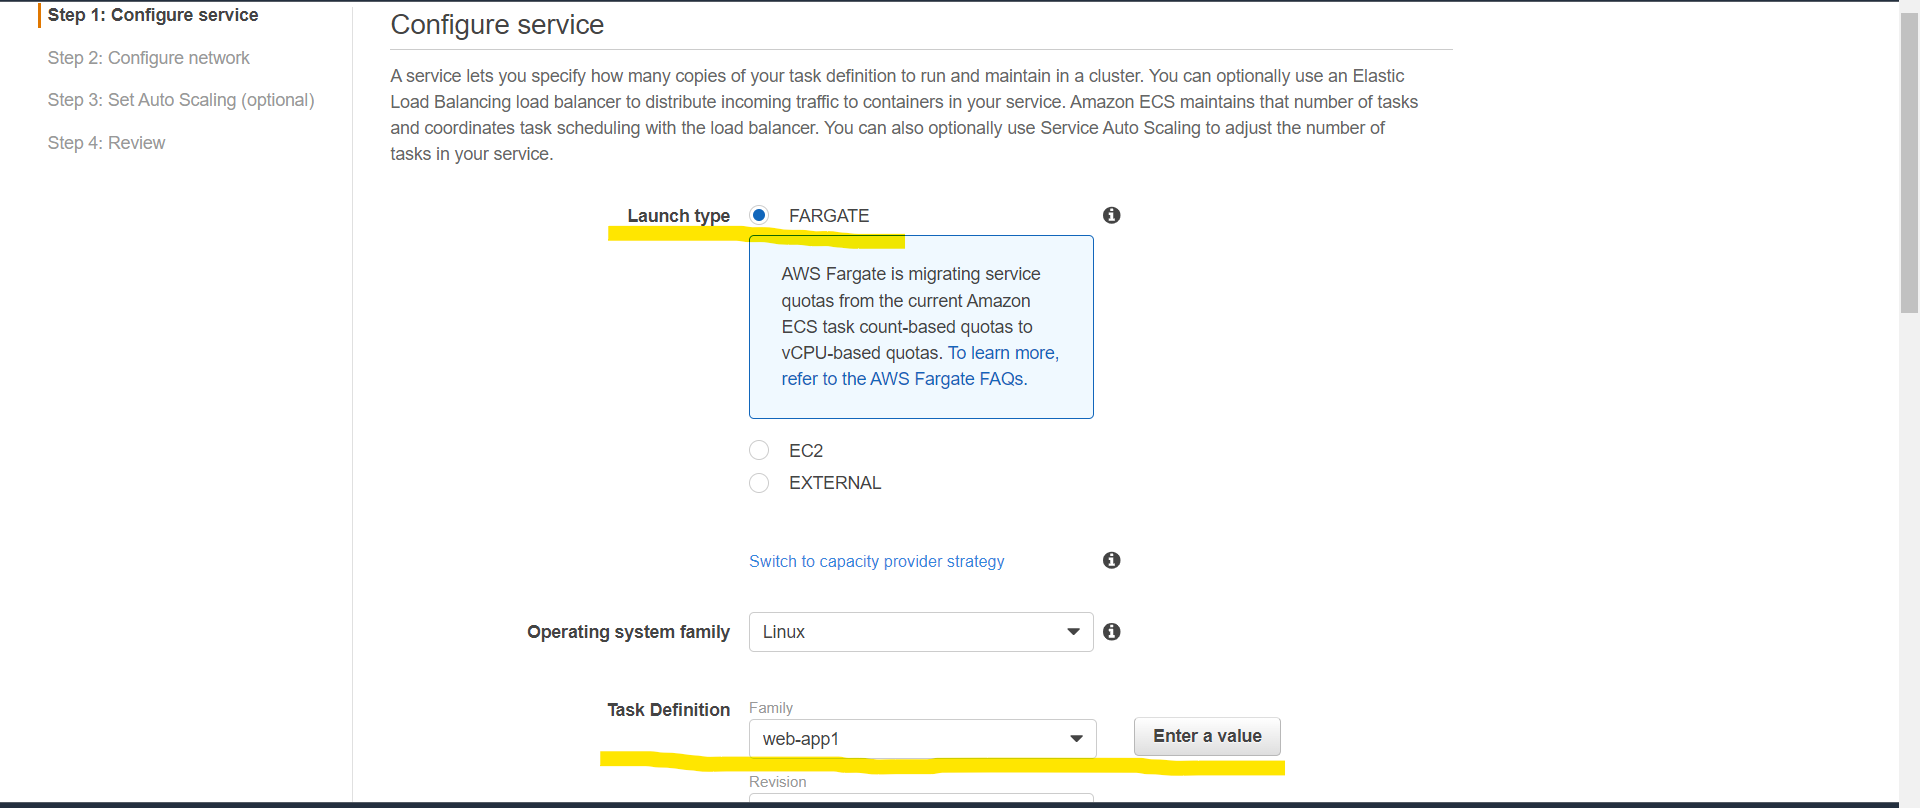 Step 1: Configure service
Step 2: Configure network
Step 3: Set Auto Scaling (optional)
Step 4: Review
Configure service
A service lets you specify how many copies of your task definition to run and maintain in a cluster. You can optionally use an Elastic
Load Balancing load balancer to distribute incoming traffic to containers in your service. Amazon ECS maintains that number of tasks
and coordinates task scheduling with the load balancer. You can also optionally use Service Auto Scaling to adjust the number of
tasks in your service.
Launch type FARGATE
AWS Fargate is migrating service
quotas from the current Amazon
ECS task count-based quotas to
vCPU-based quotas. To learn more,
refer to the AWS Fargate FAQs.
EC2
EXTERNAL
Switch to capacity provider strategy
Operating system family Linux
Task Definition Family
web-app1 Enter a value
Revision